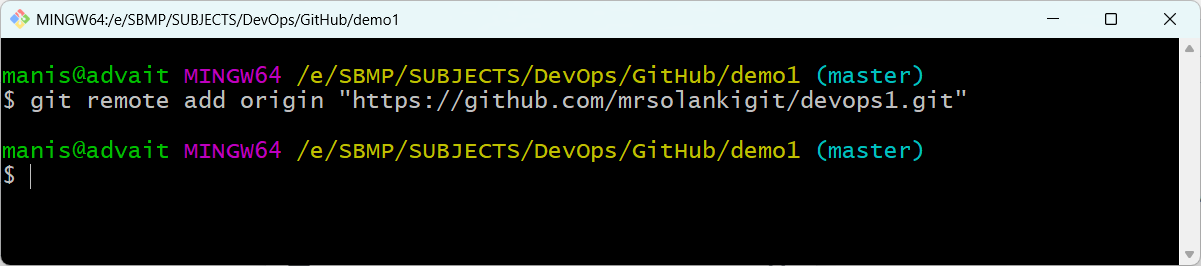 MINGW64:/e/SBMP/SUBJECTS/DevOps/GitHub/demo1
manis@advait MINGW64 /e/SBMP/SUBJECTS/DevOps/GitHub/demo1 (master)
$ git remote add origin "https://github.com/mrsolankigit/devops1.git"
manis@advait MINGW64 /e/SBMP/SUBJECTS/DevOps/GitHub/demo1 (master)
$